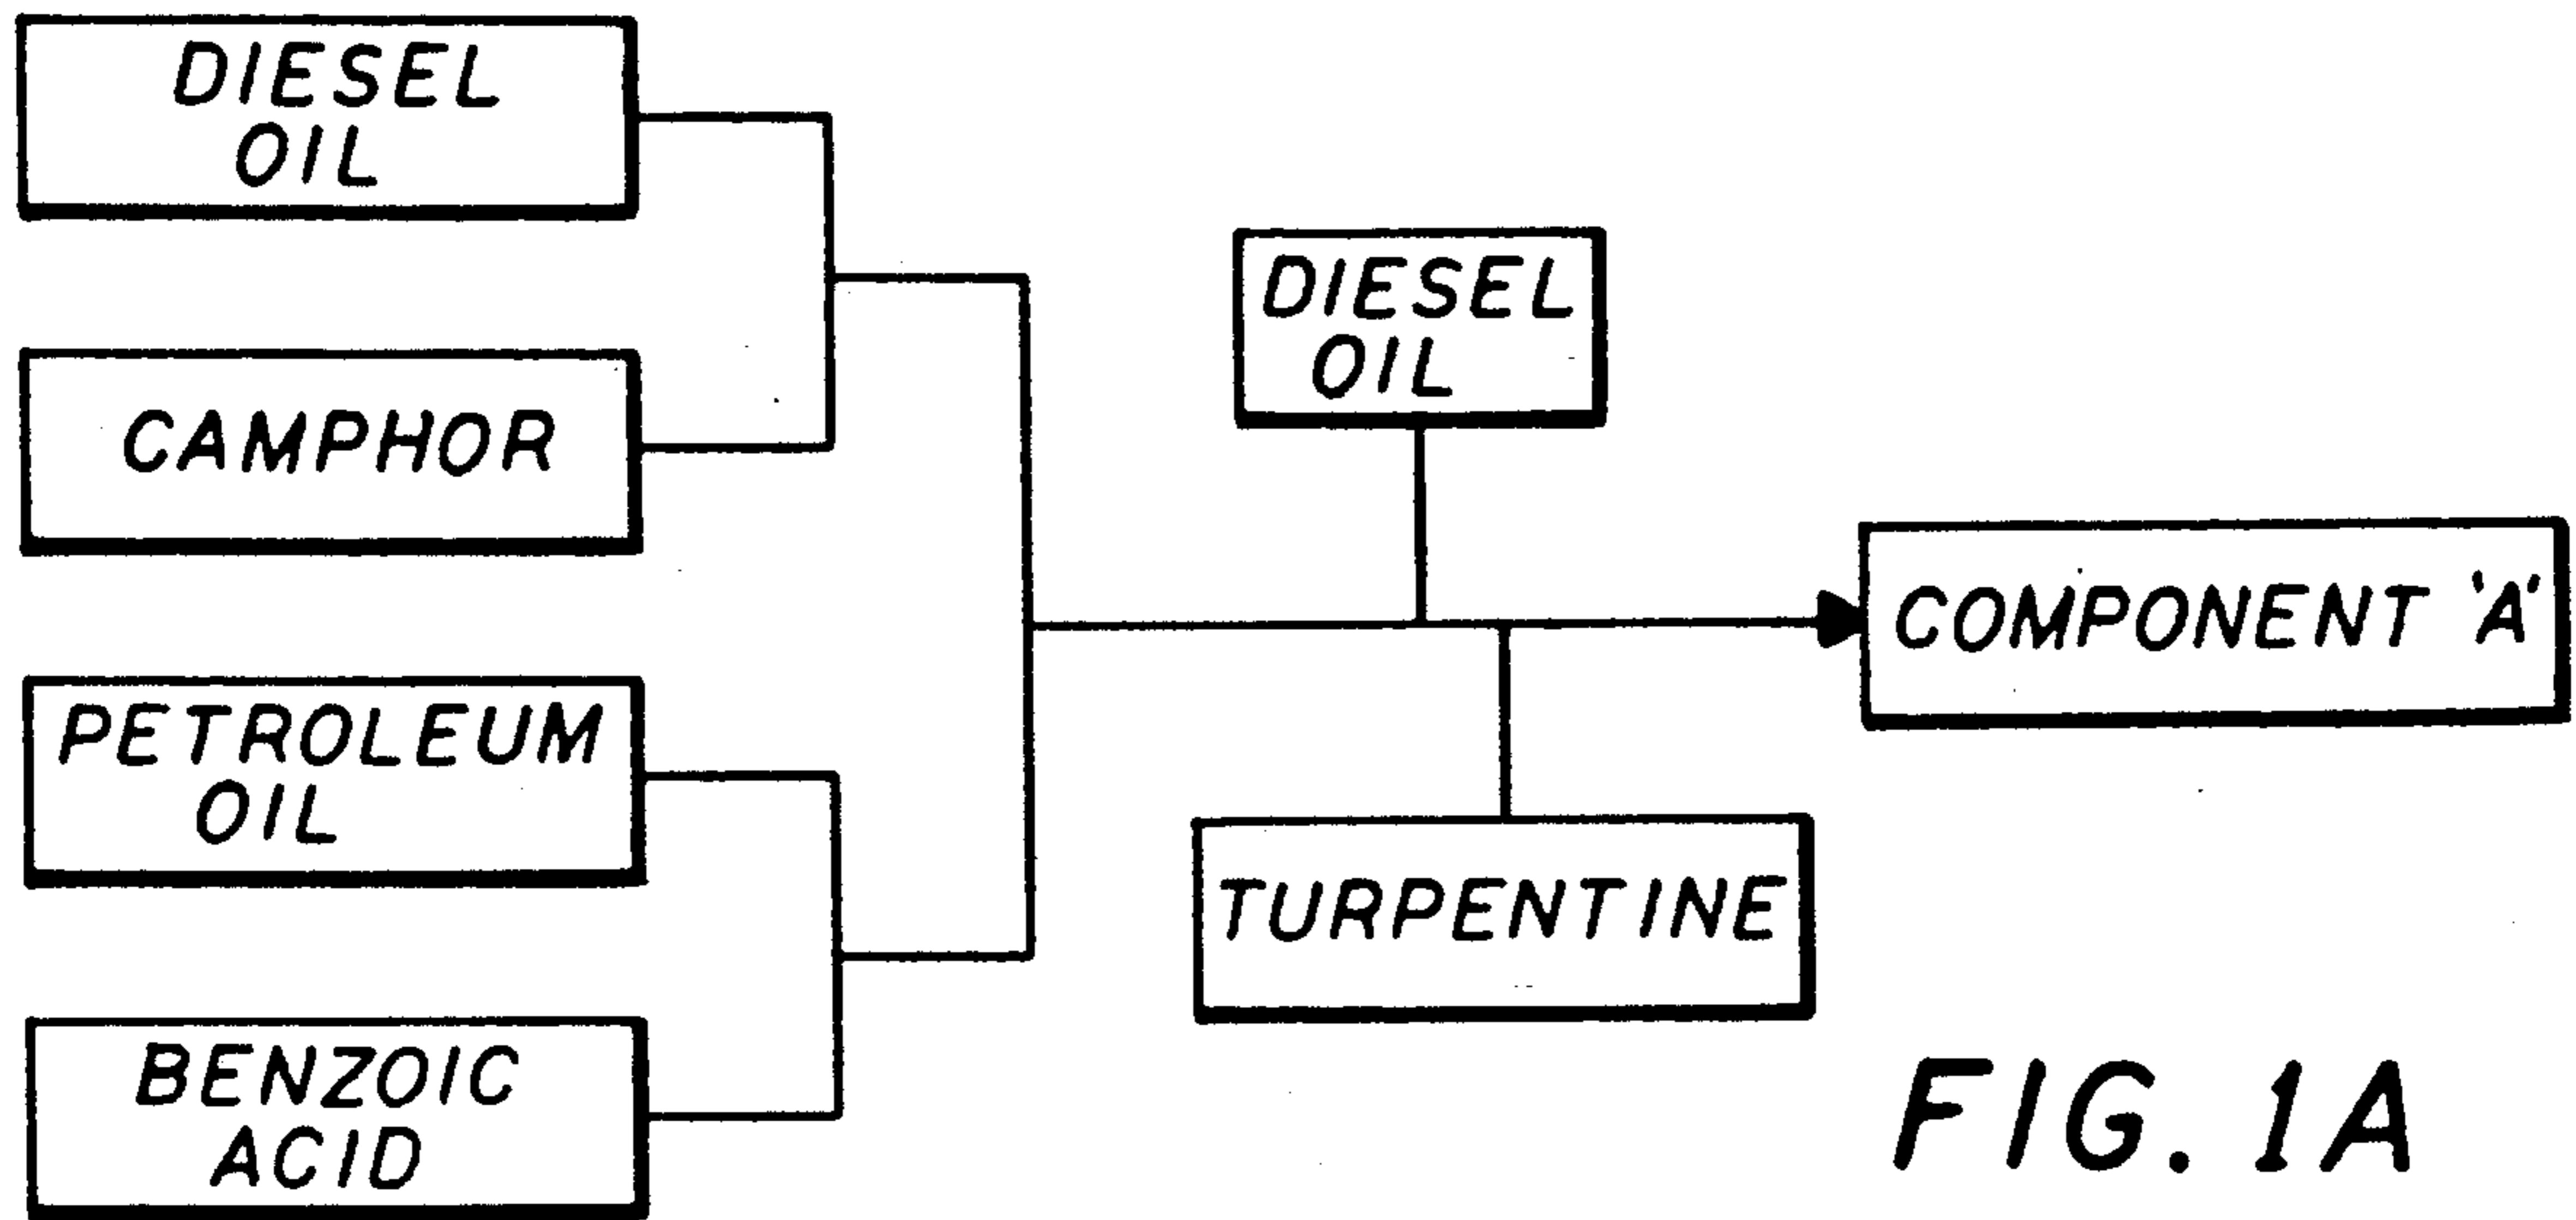 DIESEL
OIL
CAMPHOR
PETROLEUM
OIL
BENZOIC
ACID
DIESEL
OIL
TURPENTINE
COMPONENT 'A'
FIG. 1A